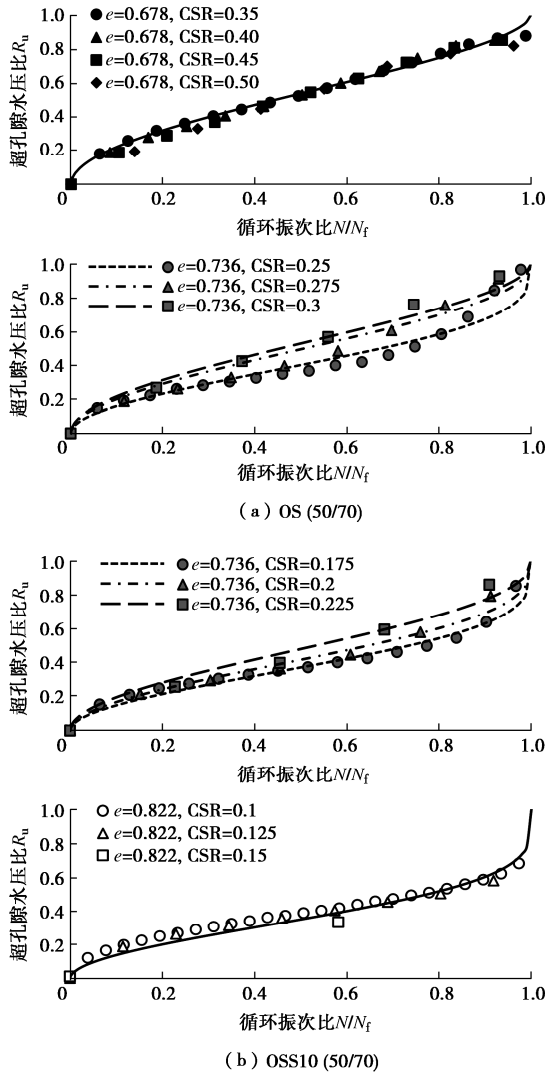 1.0
0.8
0.6
0.4
0.2
0
0.2
0.4
0.6
0.8
1.0
超孔隙水压比Ru
e=0.678, CSR=0.35
e=0.678, CSR=0.40
e=0.678, CSR=0.45
e=0.678, CSR=0.50
循环振次比N/Nf
1.0
0.8
0.6
0.4
0.2
0
0.2
0.4
0.6
0.8
1.0
超孔隙水压比Ru
e=0.736, CSR=0.25
e=0.736, CSR=0.275
e=0.736, CSR=0.3
循环振次比N/Nf
（a）OS (50/70)
1.0
0.8
0.6
0.4
0.2
0
0.2
0.4
0.6
0.8
1.0
超孔隙水压比Ru
e=0.736, CSR=0.175
e=0.736, CSR=0.2
e=0.736, CSR=0.225
循环振次比N/Nf
1.0
0.8
0.6
0.4
0.2
0
0.2
0.4
0.6
0.8
1.0
超孔隙水压比Ru
e=0.822, CSR=0.1
e=0.822, CSR=0.125
e=0.822, CSR=0.15
循环振次比N/Nf
（b）OSS10 (50/70)